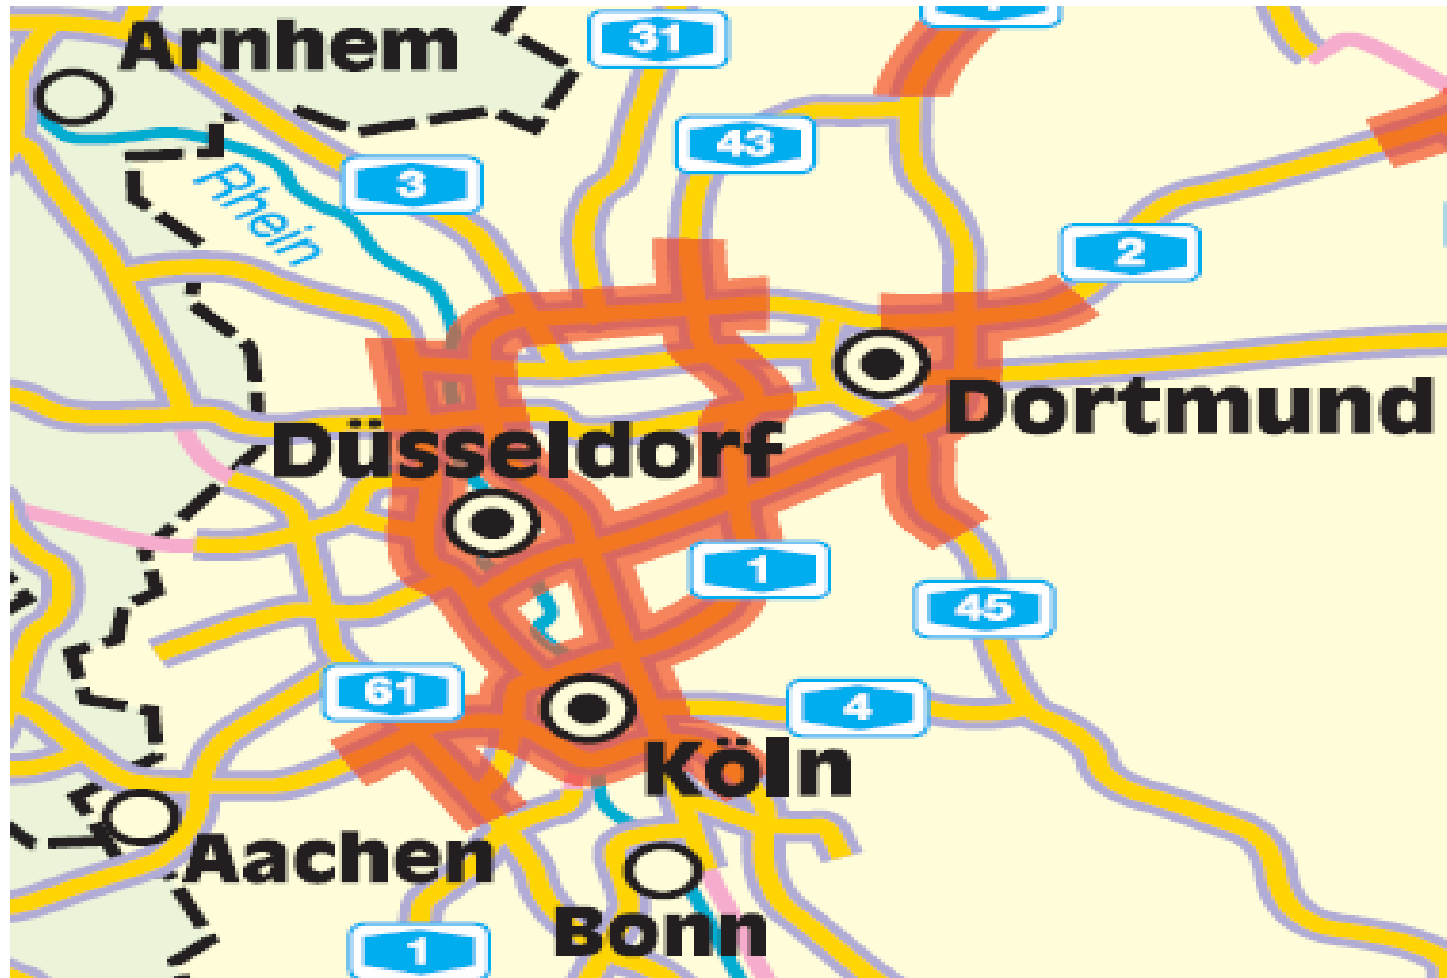 Arnhem
31
43
3
Rhein
2
Dortmund
Düsseldorf
1
45
61
4
Köln
Aachen
Bonn
1